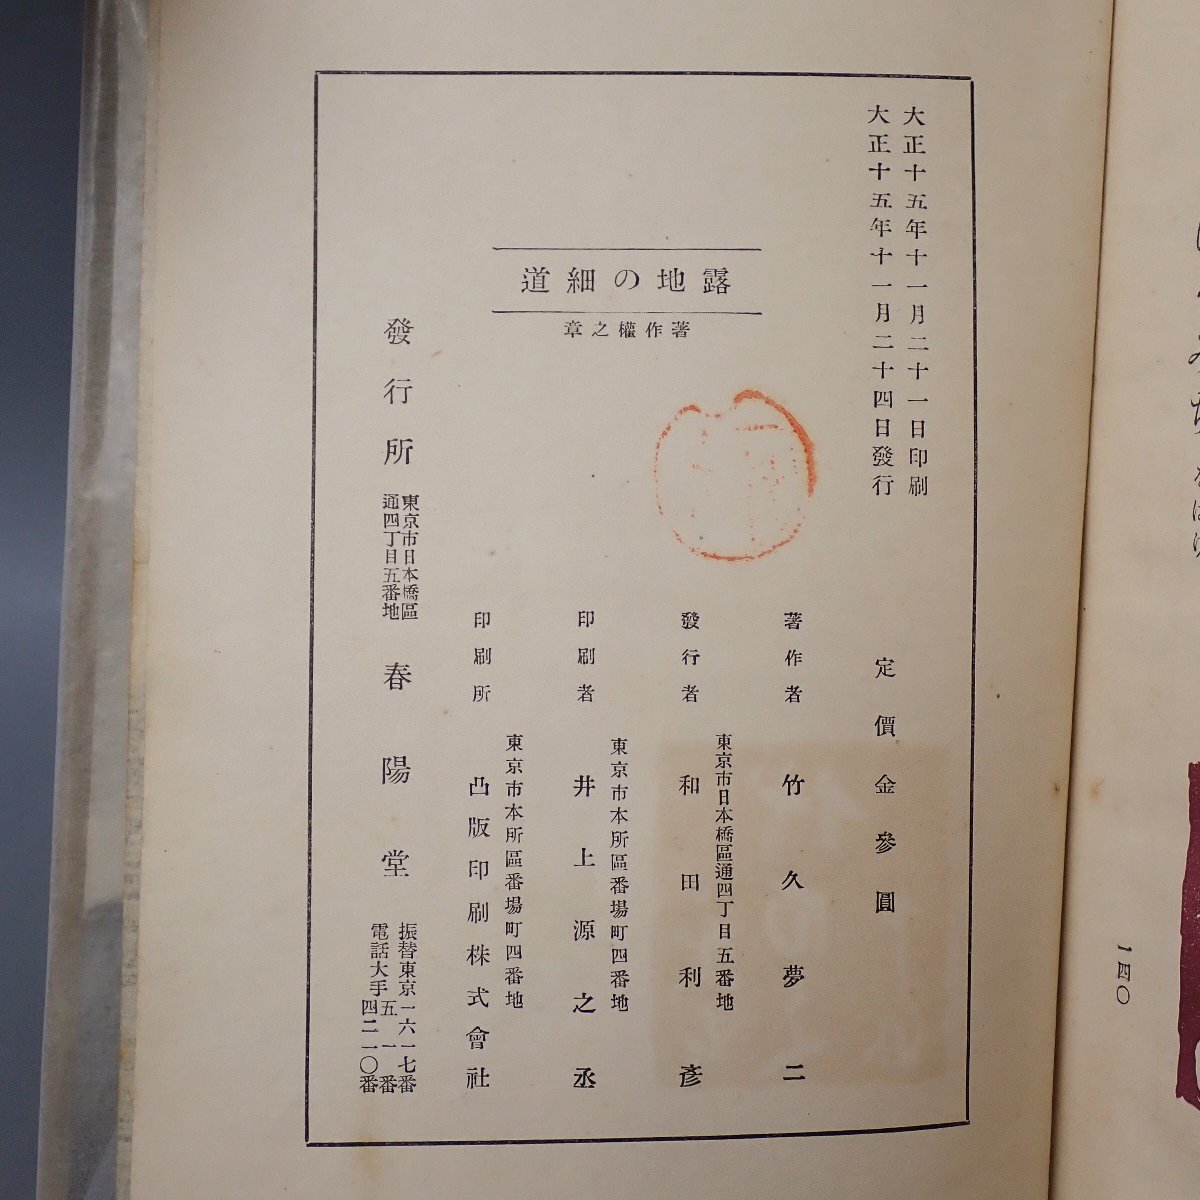 大正十五年十一月二十一日印刷
大正十五年十一月二十四日發行
定價金參圓
露地の細道
著作權之章
著作者 竹久夢二
東京市日本橋區通四丁目五番地
發行者 和田利彥
東京市本所區番場町四番地
印刷者 井上源之丞
東京市本所區番場町四番地
印刷所 凸版印刷株式會社
發行所
東京市日本橋區
通四丁目五番地
春陽堂
振替東京一六一七番
電話大手
五一番
四二一〇番
一四〇